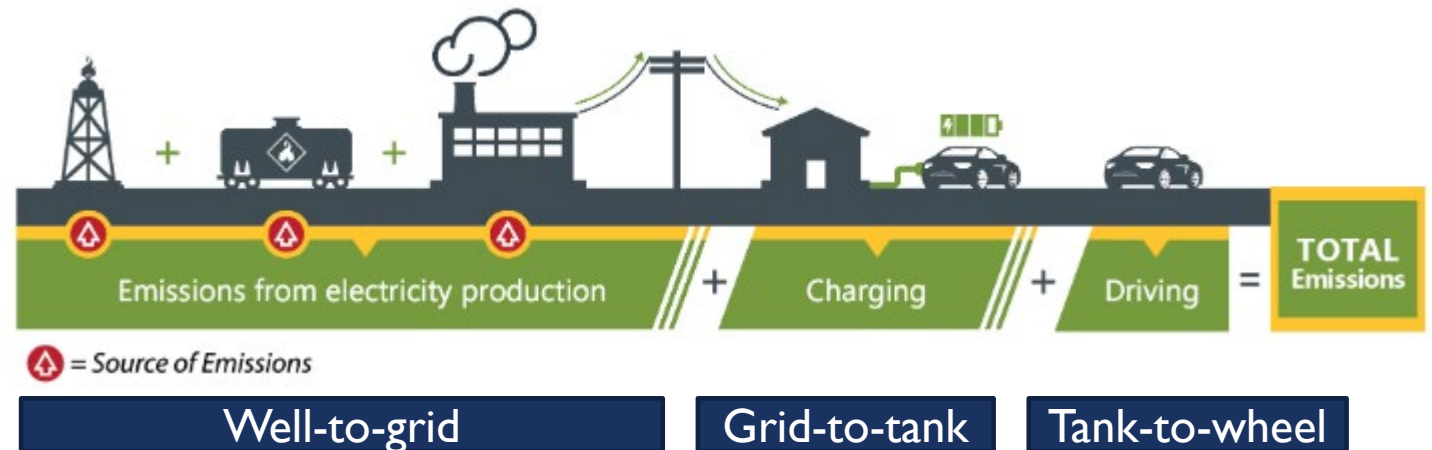 +
+
Emissions from electricity production
+
Charging
+
Driving
=
TOTAL
Emissions
= Source of Emissions
Well-to-grid
Grid-to-tank
Tank-to-wheel